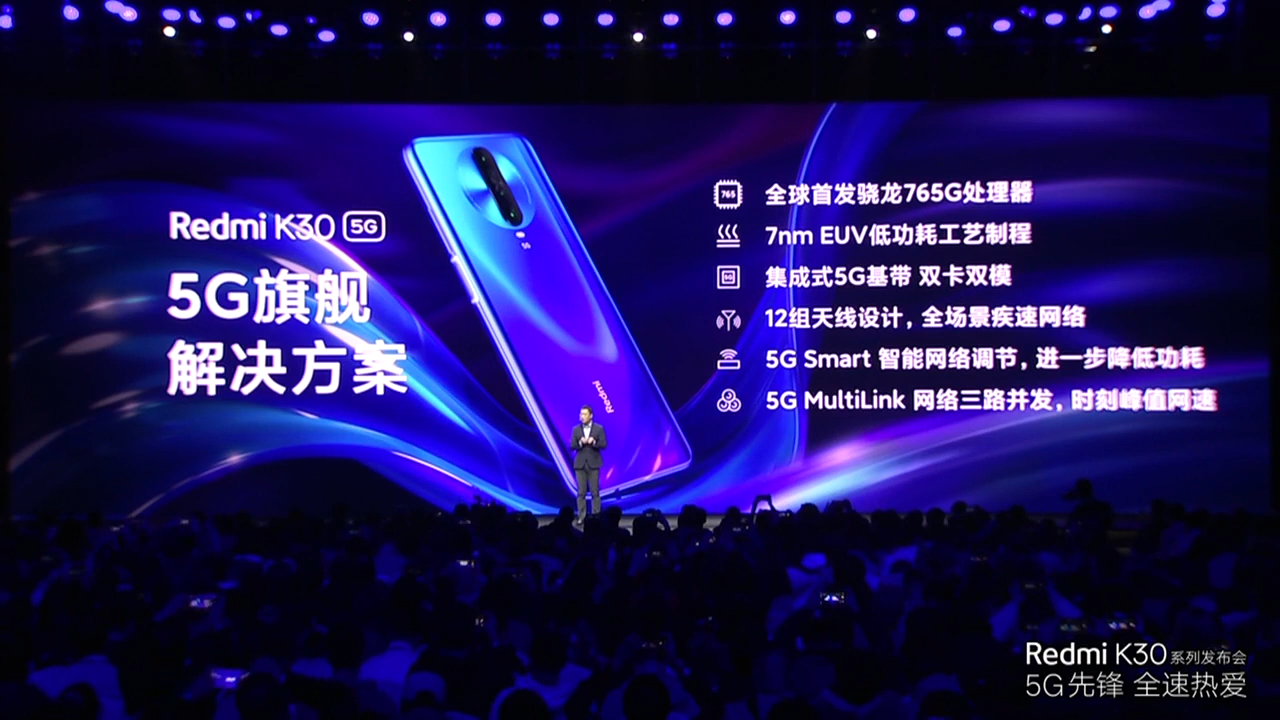 Redmi K30 5G
5G旗舰
解决方案
5G
Redmi
765
全球首发骁龙765G处理器
7nm EUV低功耗工艺制程
5G
集成式5G基带 双卡双模
12组天线设计，全场景疾速网络
5G Smart 智能网络调节，进一步降低功耗
5G MultiLink 网络三路并发，时刻峰值网速
Redmi K30 系列发布会
5G先锋 全速热爱